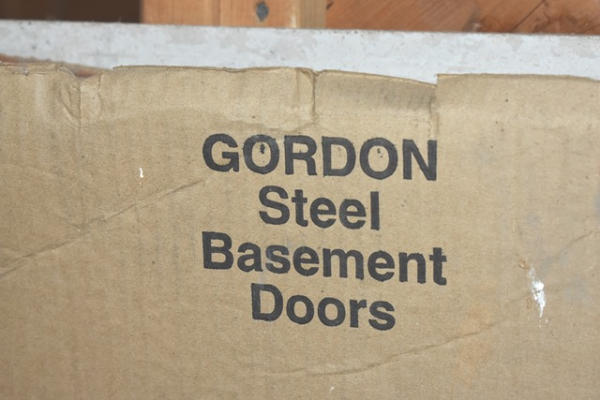 GORDON
Steel
Basement
Doors